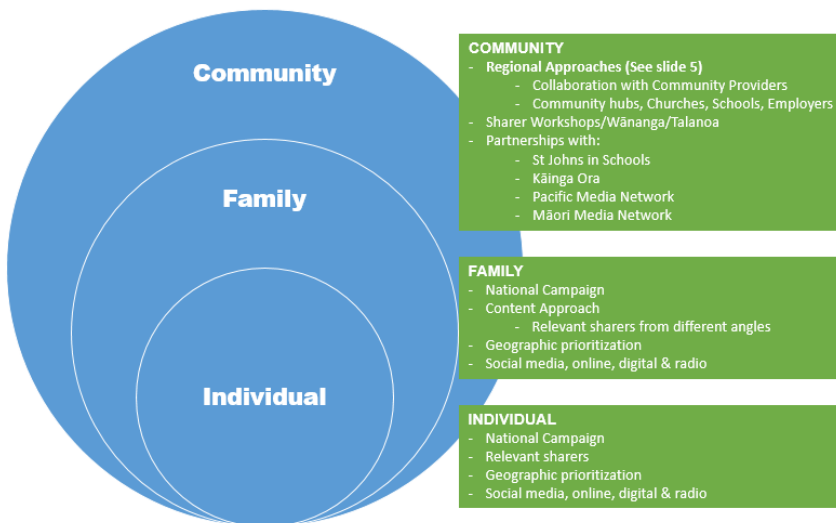 Community
Family
Individual
COMMUNITY
- Regional Approaches (See slide 5)
- Collaboration with Community Providers
- Community hubs, Churches, Schools, Employers
- Sharer Workshops/Wānanga/Talanoa
- Partnerships with:
- St Johns in Schools
- Kāinga Ora
- Pacific Media Network
- Māori Media Network
FAMILY
- National Campaign
- Content Approach
- Relevant sharers from different angles
- Geographic prioritization
- Social media, online, digital & radio
INDIVIDUAL
- National Campaign
- Relevant sharers
- Geographic prioritization
- Social media, online, digital & radio